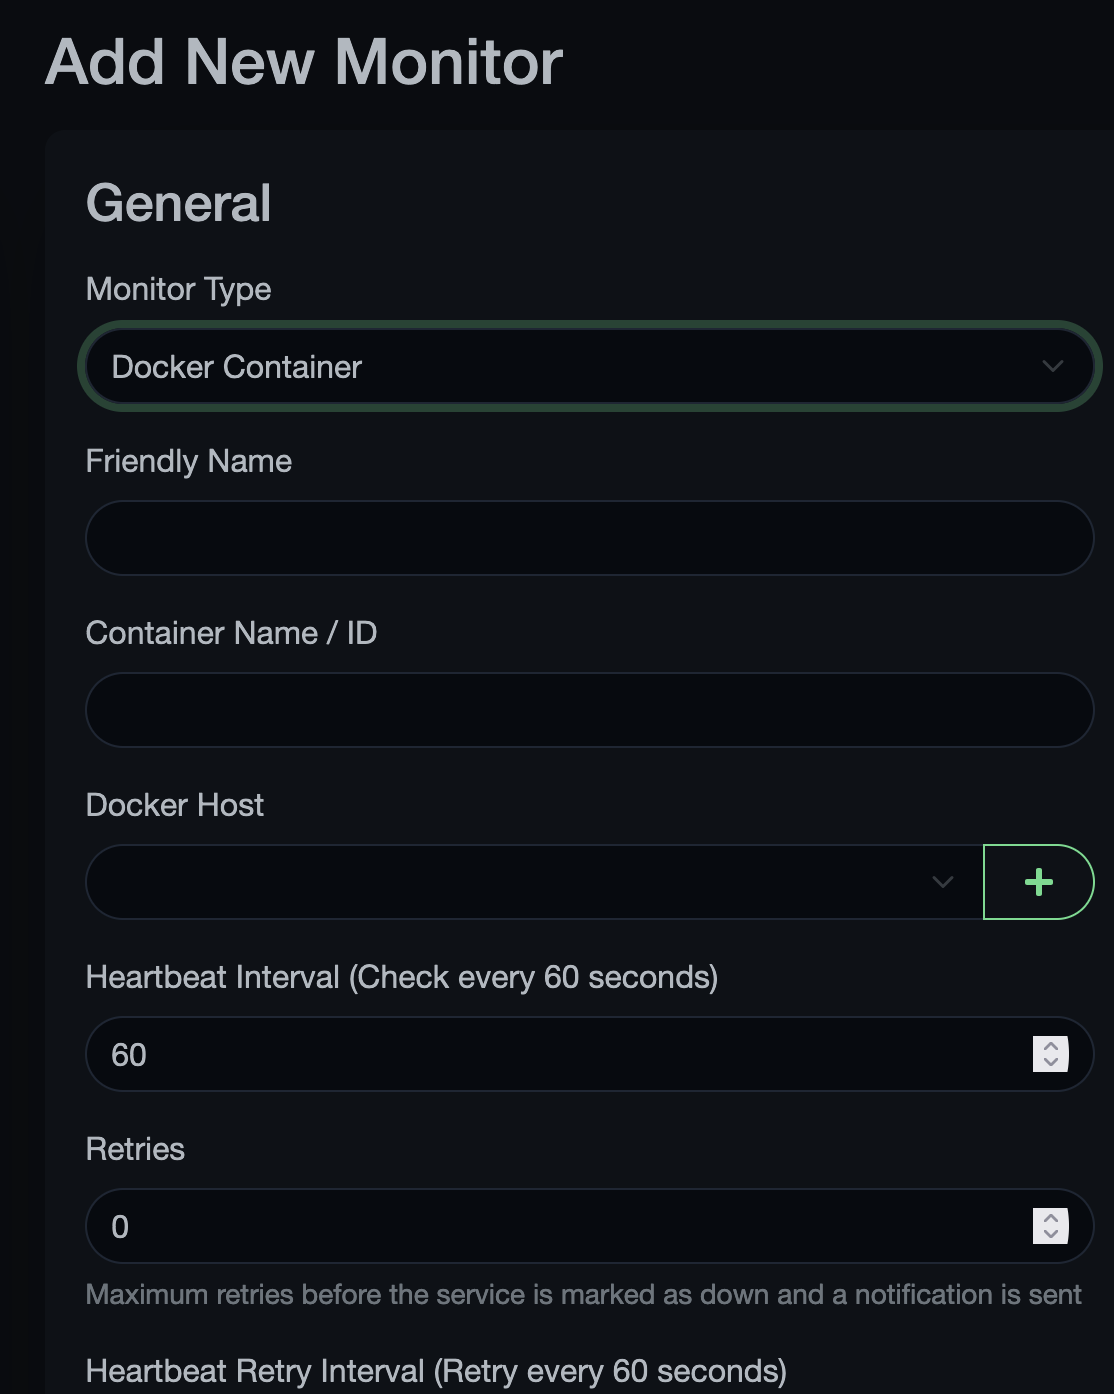 Add New Monitor
General
Monitor Type
Docker Container
Friendly Name
Container Name / ID
Docker Host
Heartbeat Interval (Check every 60 seconds)
60
Retries
0
Maximum retries before the service is marked as down and a notification is sent
Heartbeat Retry Interval (Retry every 60 seconds)